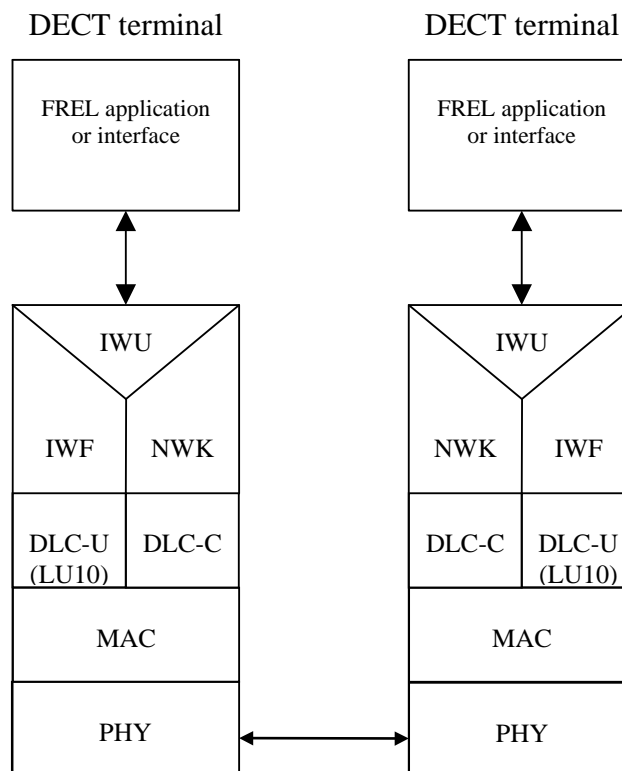 DECT terminal
FREL application
or interface
IWU
IWF
NWK
DLC-U
(LU10)
DLC-C
MAC
PHY
DECT terminal
FREL application
or interface
IWU
NWK
IWF
DLC-C
DLC-U
(LU10)
MAC
PHY